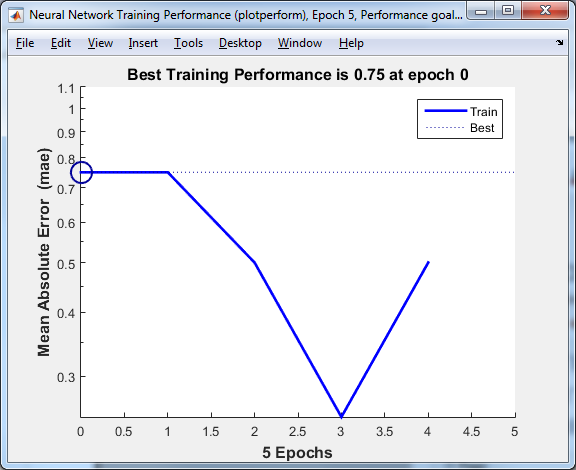 Neural Network Training Performance (plotperform), Epoch 5, Performance goal...
File Edit View Insert Tools Desktop Window Help
Best Training Performance is 0.75 at epoch 0
Train
Best
1.1
1
0.9
0.8
0.7
0.6
0.5
0.4
0.3
Mean Absolute Error (mae)
0 0.5 1 1.5 2 2.5 3 3.5 4 4.5 5
5 Epochs